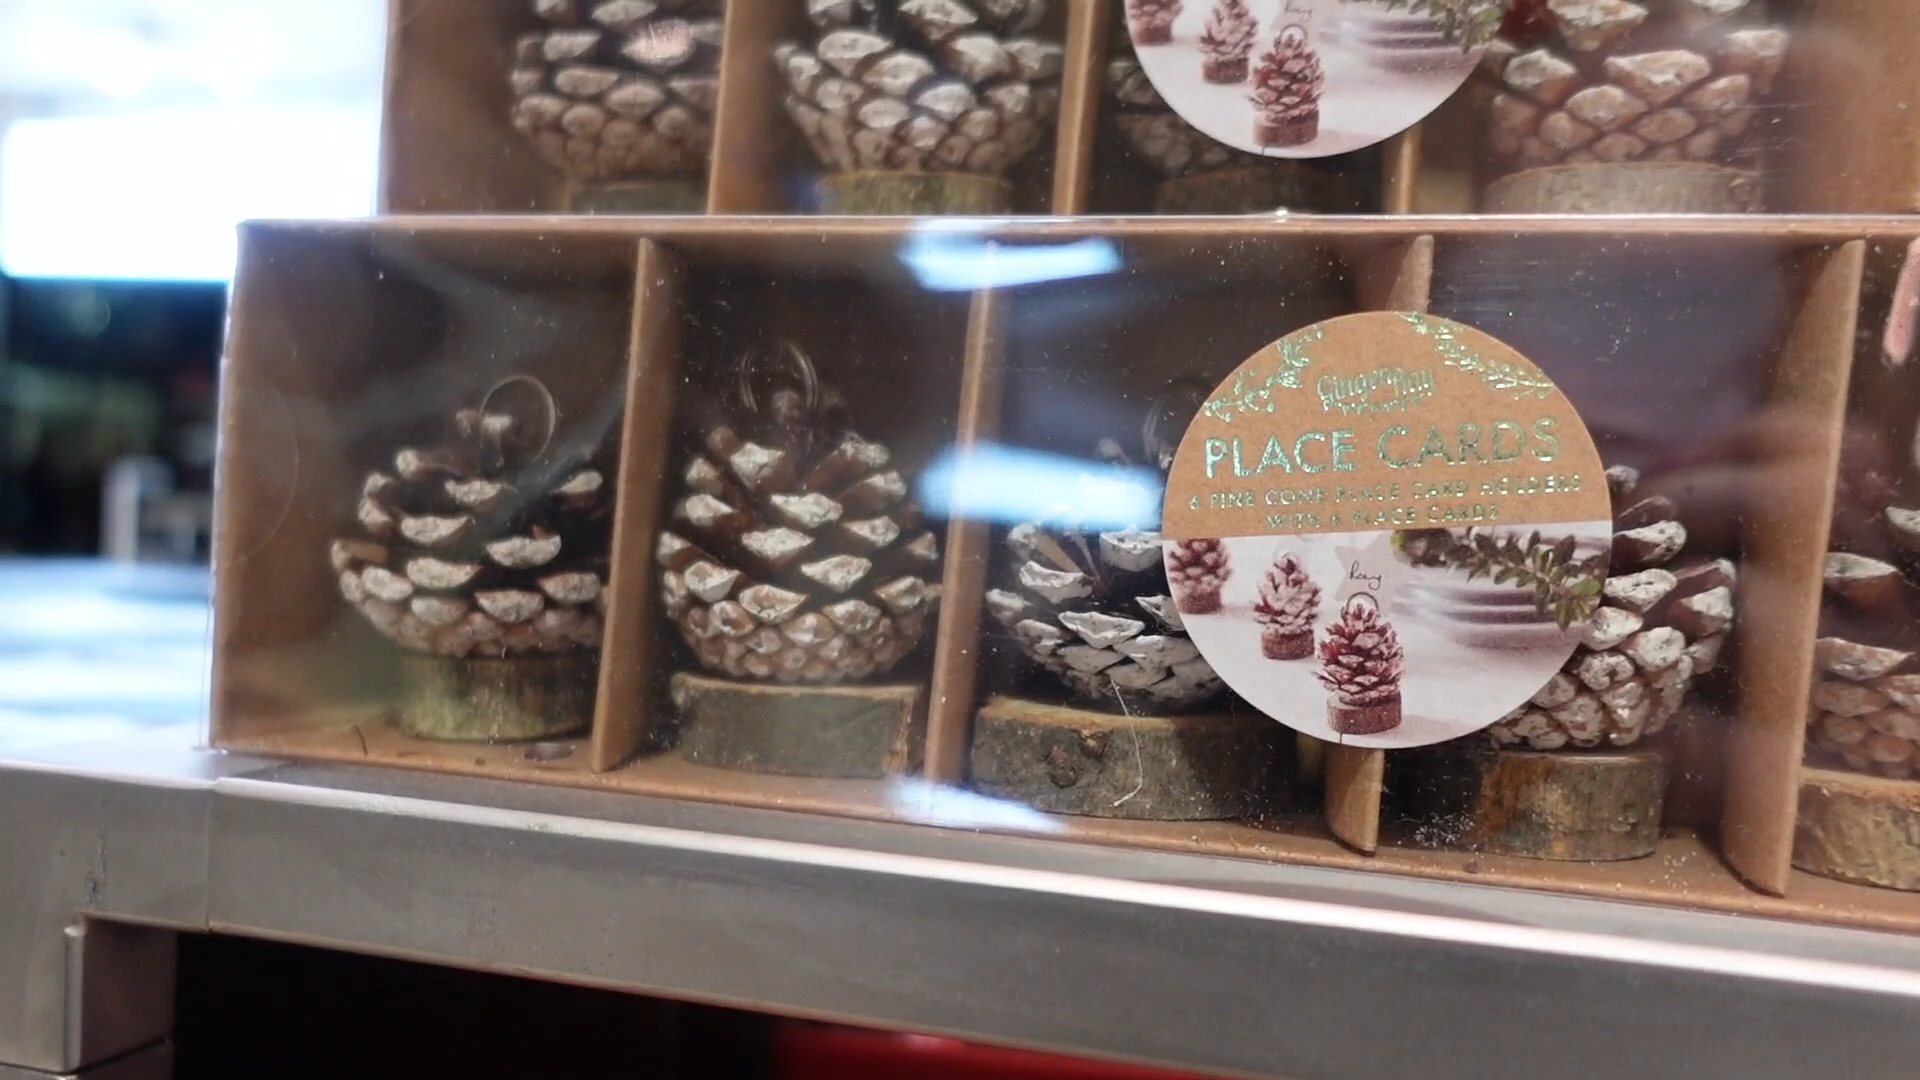 Ginger Ray
PLACE CARDS
6 PINE CONE PLACE CARD HOLDERS
WITH 6 PLACE CARDS